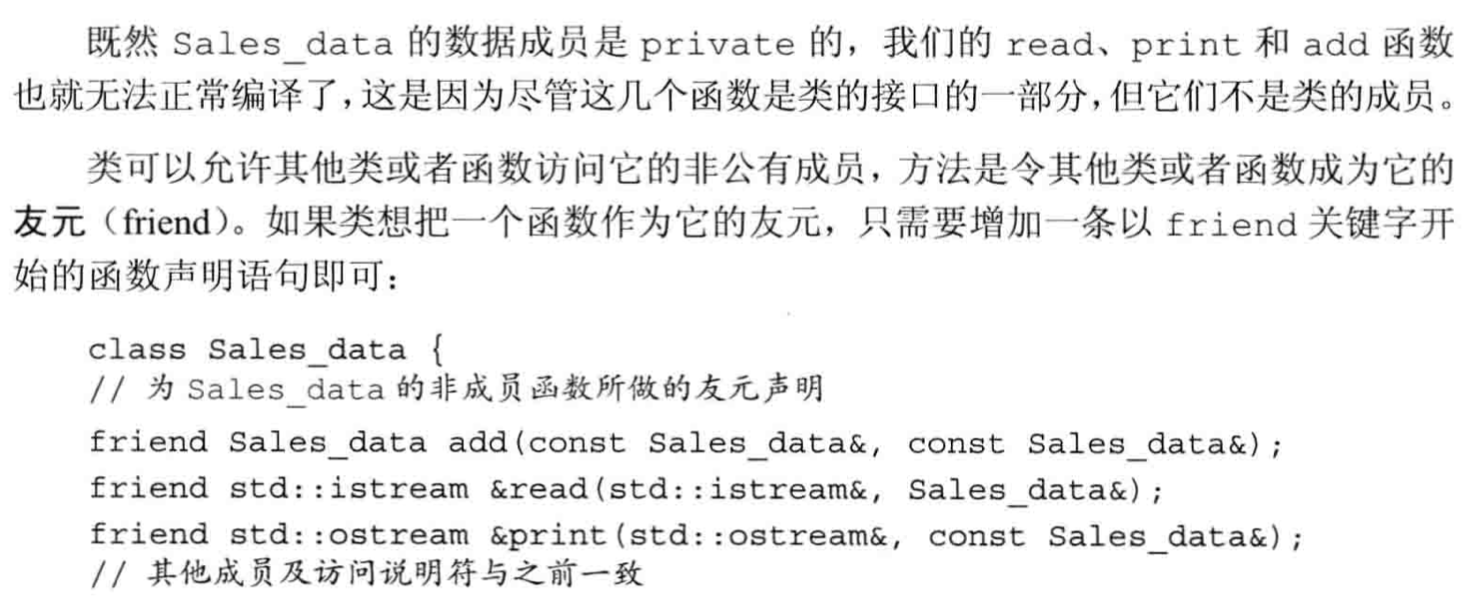 既然 Sales_data 的数据成员是 private 的，我们的 read、print 和 add 函数
也就无法正常编译了，这是因为尽管这几个函数是类的接口的一部分，但它们不是类的成员。
类可以允许其他类或者函数访问它的非公有成员，方法是令其他类或者函数成为它的
友元（friend）。如果类想把一个函数作为它的友元，只需要增加一条以 friend 关键字开
始的函数声明语句即可：
class Sales_data {
// 为 Sales_data 的非成员函数所做的友元声明
friend Sales_data add(const Sales_data&, const Sales_data&);
friend std::istream &read(std::istream&, Sales_data&);
friend std::ostream &print(std::ostream&, const Sales_data&);
// 其他成员及访问说明符与之前一致